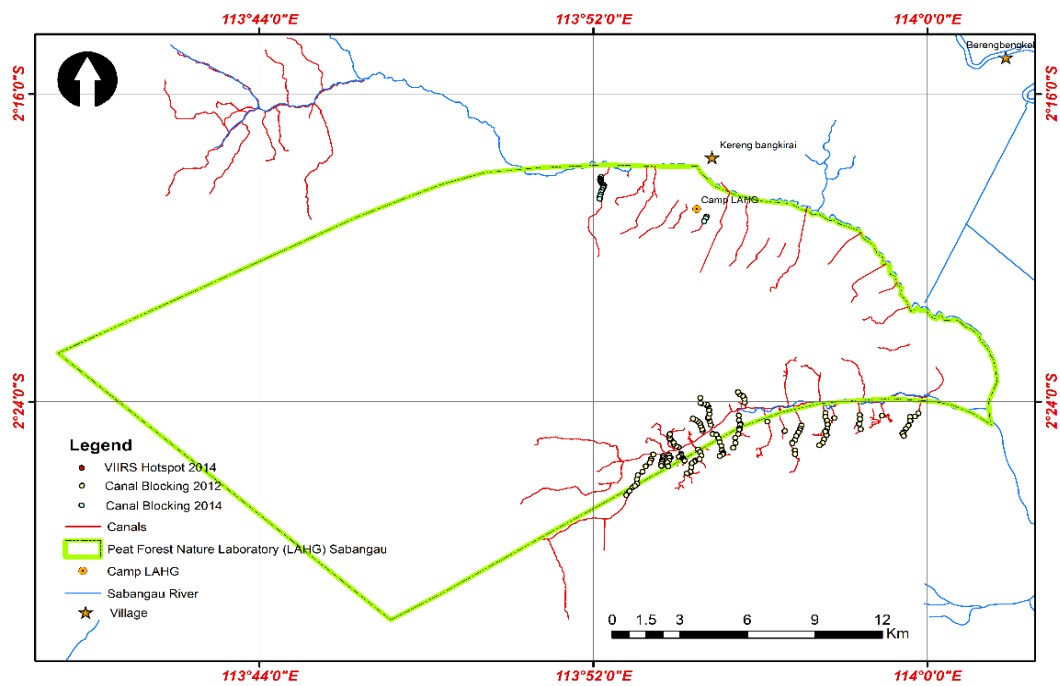 113°44'0"E 113°52'0"E 114°0'0"E
Berengbengkel
2°16'0"S 2°16'0"S
Kereng bangkirai
Camp LAHG
2°24'0"S 2°24'0"S
Legend
VIIRS Hotspot 2014
Canal Blocking 2012
Canal Blocking 2014
Canals
Peat Forest Nature Laboratory (LAHG) Sabangau
Camp LAHG
Sabangau River
Village
0 1.5 3 6 9 12
Km
113°44'0"E 113°52'0"E 114°0'0"E